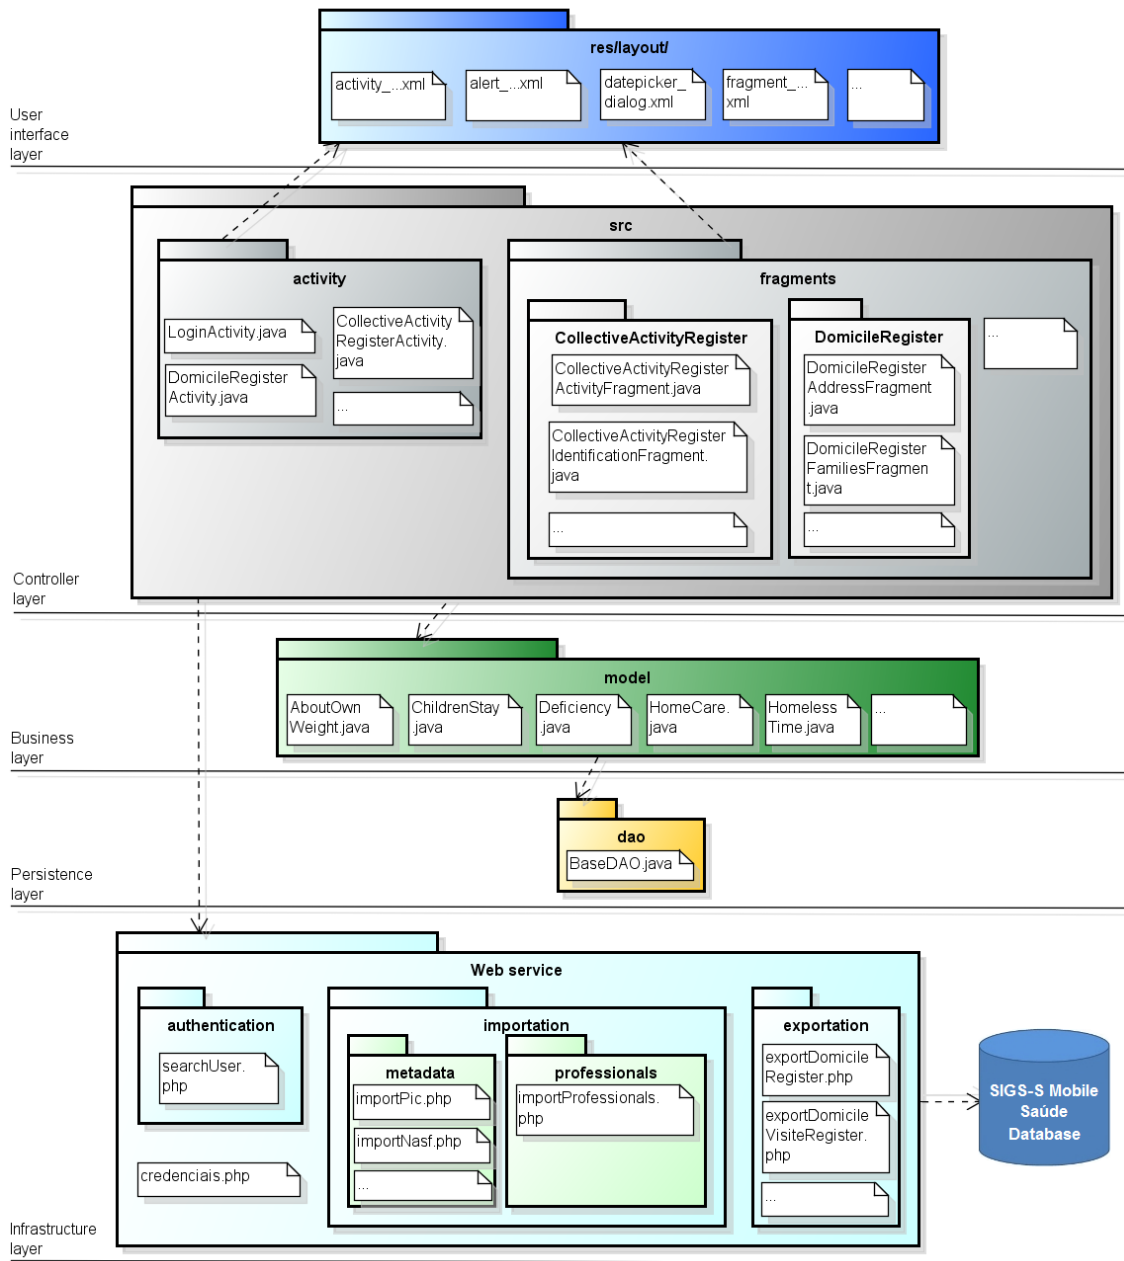 res/layout/
activity_...xml
alert_...xml
datepicker_
dialog.xml
fragment_...
xml
...
User
interface
layer
src
activity
LoginActivity.java
DomicileRegister
Activity.java
CollectiveActivity
RegisterActivity.
java
...
fragments
CollectiveActivityRegister
CollectiveActivityRegister
ActivityFragment.java
CollectiveActivityRegister
IdentificationFragment.
java
...
DomicileRegister
DomicileRegister
AddressFragment
.java
DomicileRegister
FamiliesFragmen
t.java
...
...
Controller
layer
model
AboutOwn
Weight.java
ChildrenStay
.java
Deficiency
.java
HomeCare.
java
Homeless
Time.java
...
Business
layer
dao
BaseDAO.java
Persistence
layer
Web service
authentication
searchUser.
php
credenciais.php
importation
metadata
importPic.php
importNasf.php
...
professionals
importProfessionals.
php
exportation
exportDomicile
Register.php
exportDomicile
VisiteRegister.
php
...
SIGS-S Mobile
Saúde
Database
Infrastructure
layer